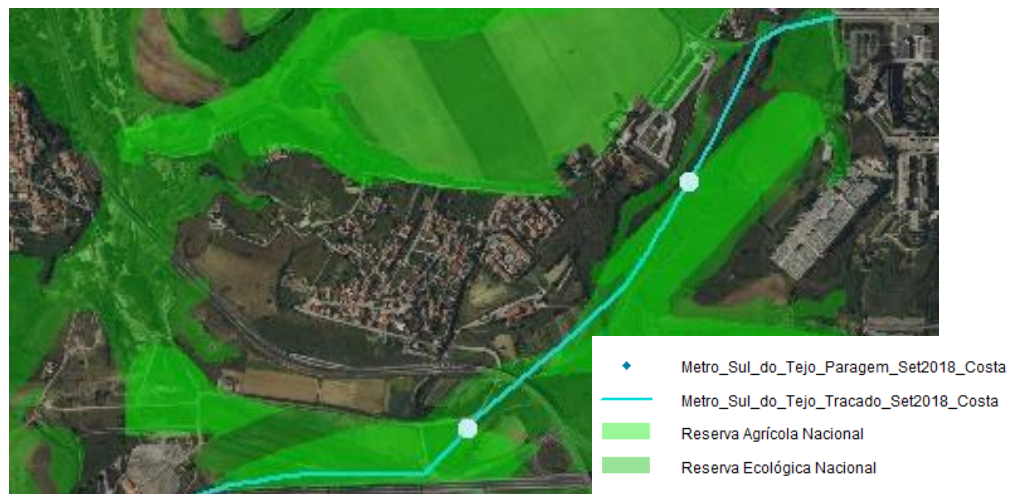 Metro_Sul_do_Tejo_Paragem_Set2018_Costa
Metro_Sul_do_Tejo_Tracado_Set2018_Costa
Reserva Agrícola Nacional
Reserva Ecológica Nacional